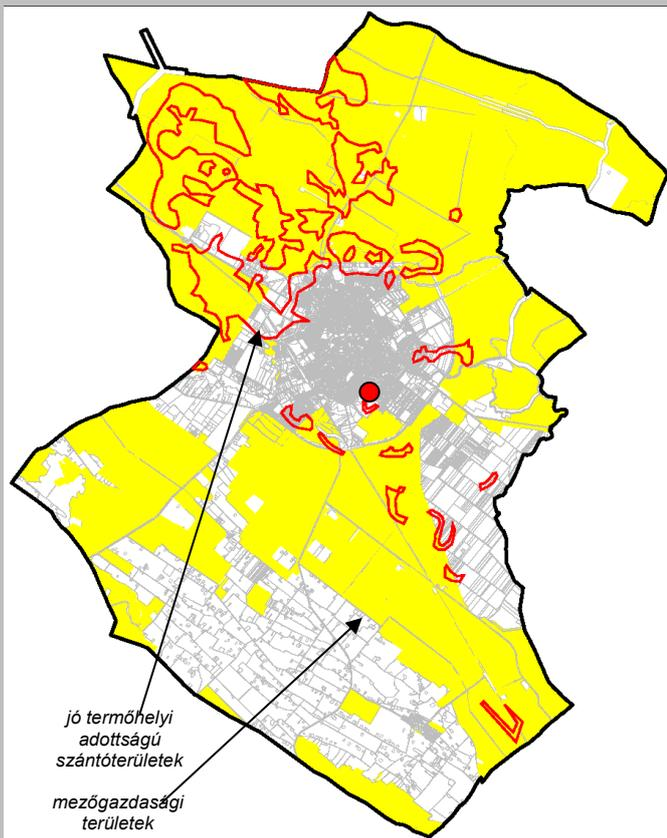 jó termőhelyi
adottságú
szántóterületek
mezőgazdasági
területek